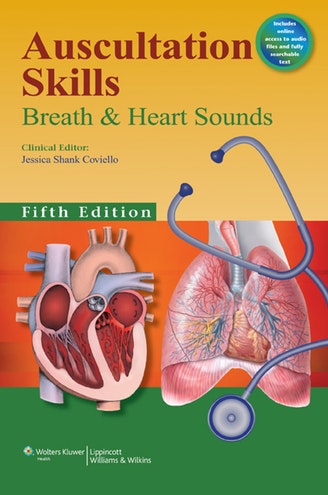 Includes
online
access to audio
files and fully
searchable
text
Auscultation
Skills
Breath & Heart Sounds
Clinical Editor:
Jessica Shank Coviello
Fifth Edition
Wolters Kluwer
Health
Lippincott
Williams & Wilkins